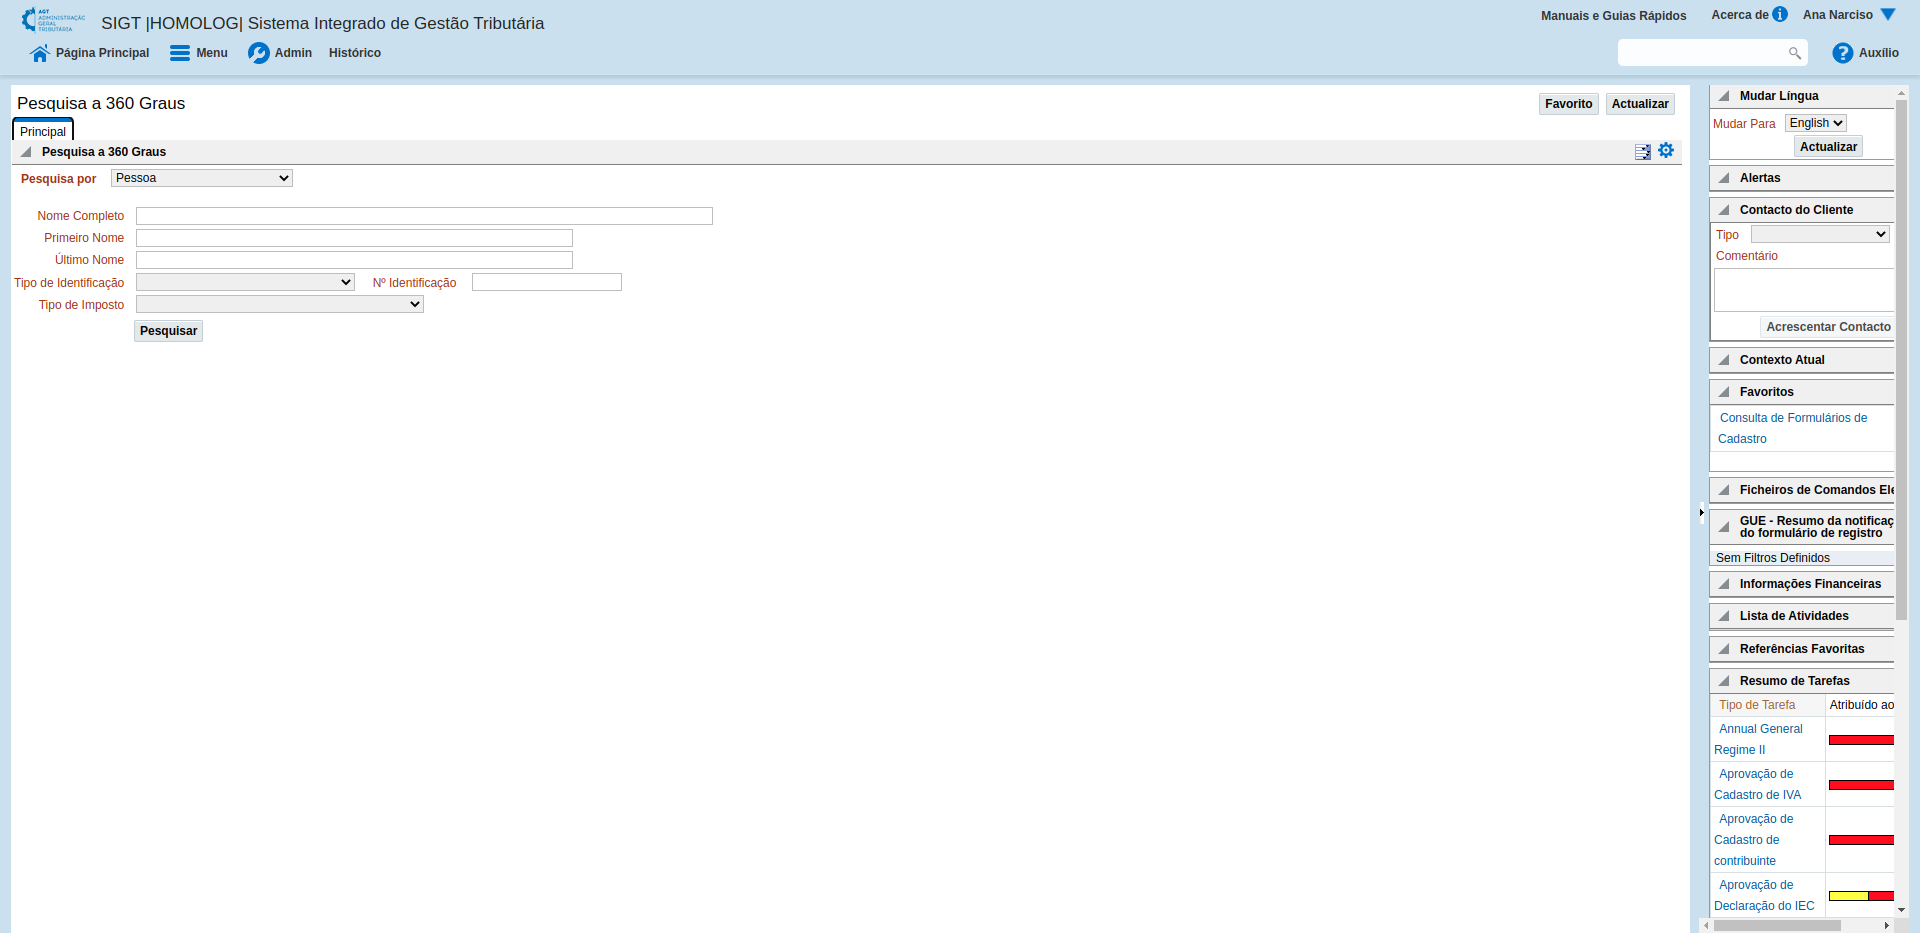 AGT
ADMINISTRAÇÃO
GERAL
TRIBUTÁRIA
SIGT |HOMOLOG| Sistema Integrado de Gestão Tributária
Manuais e Guias Rápidos
Acerca de
Ana Narciso
Página Principal
Menu
Admin
Histórico
Auxílio
Pesquisa a 360 Graus
Favorito
Actualizar
Principal
Pesquisa a 360 Graus
Pesquisa por
Pessoa
Nome Completo
Primeiro Nome
Último Nome
Tipo de Identificação
Nº Identificação
Tipo de Imposto
Pesquisar
Mudar Língua
Mudar Para
English
Actualizar
Alertas
Contacto do Cliente
Tipo
Comentário
Acrescentar Contacto
Contexto Atual
Favoritos
Consulta de Formulários de
Cadastro
Ficheiros de Comandos Ele
GUE - Resumo da notificaç
do formulário de registro
Sem Filtros Definidos
Informações Financeiras
Lista de Atividades
Referências Favoritas
Resumo de Tarefas
Tipo de Tarefa
Atribuído ao
Annual General
Regime II
Aprovação de
Cadastro de IVA
Aprovação de
Cadastro de
contribuinte
Aprovação de
Declaração do IEC